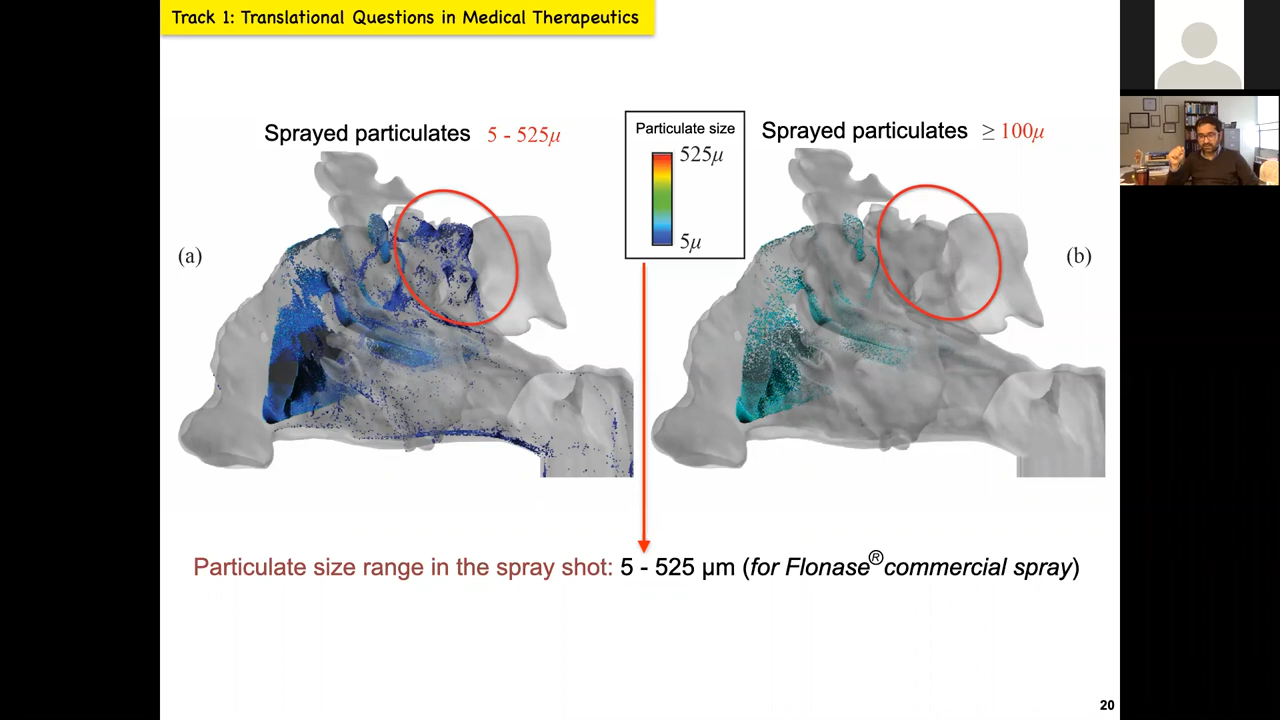 Track 1: Translational Questions in Medical Therapeutics
Sprayed particulates 5 - 525μ
Particulate size
525μ
5μ
Sprayed particulates ≥ 100μ
(a)
(b)
Particulate size range in the spray shot: 5 - 525 μm (for Flonase® commercial spray)
20